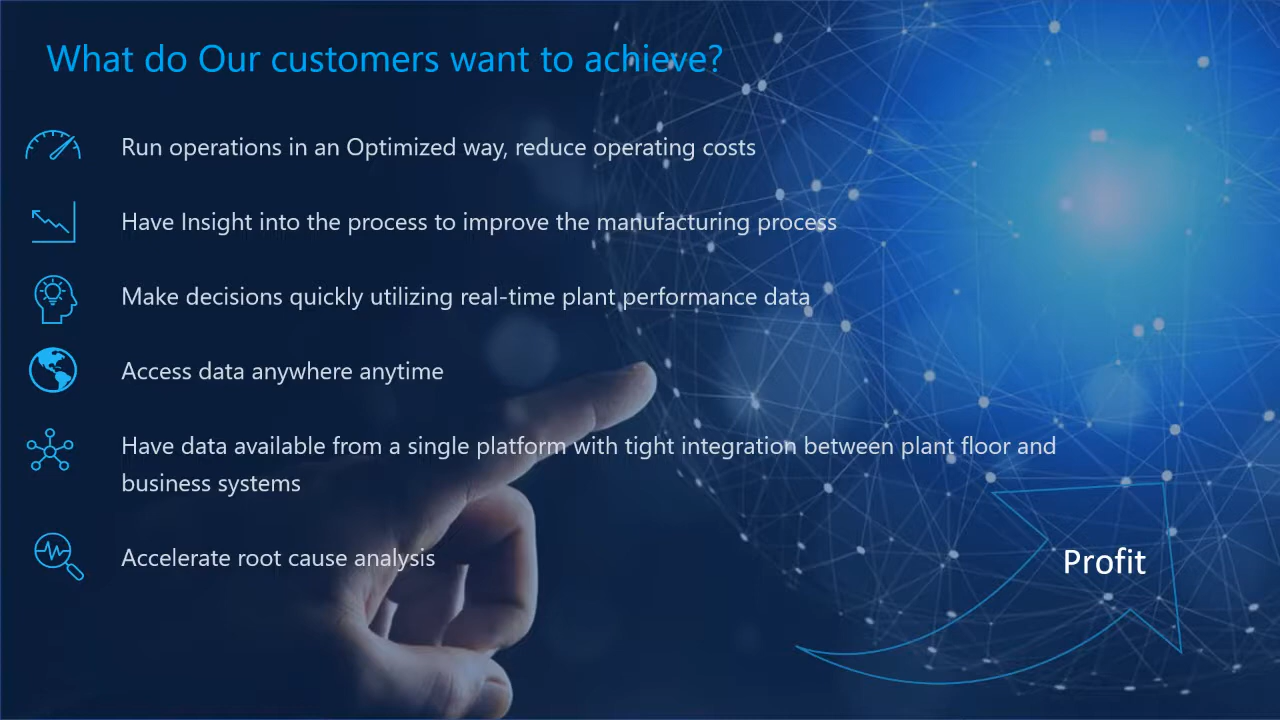 What do Our customers want to achieve?
Run operations in an Optimized way, reduce operating costs
Have Insight into the process to improve the manufacturing process
Make decisions quickly utilizing real-time plant performance data
Access data anywhere anytime
Have data available from a single platform with tight integration between plant floor and
business systems
Accelerate root cause analysis
Profit